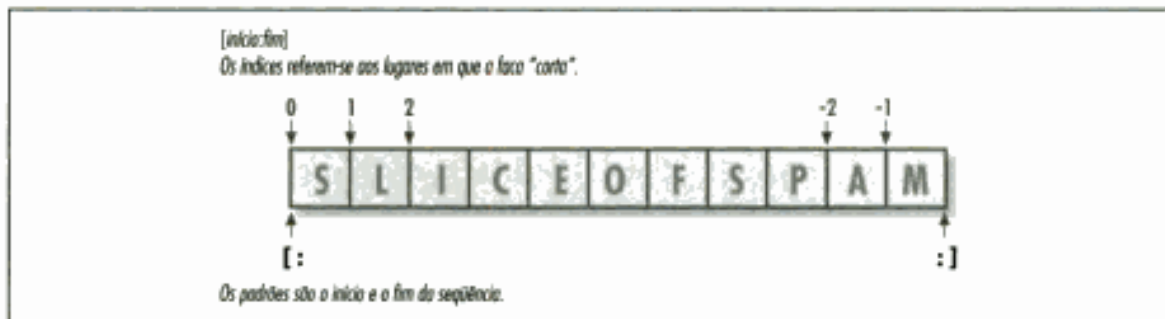 [início:fim]
Os índices referem-se aos lugares em que a faca "corta".
0 1 2 -2 -1
S L I C E O F S P A M
[: :]
Os padrões são o início e o fim da seqüência.